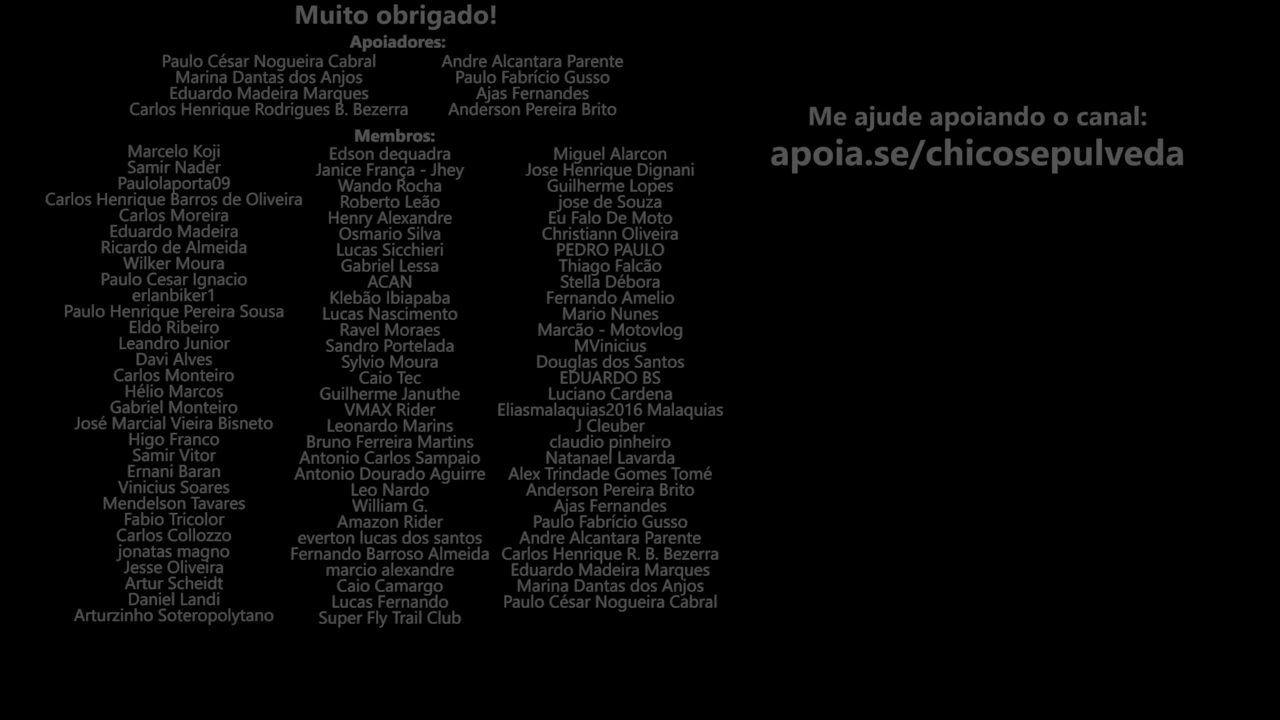 Muito obrigado!
Apoiadores:
Paulo César Nogueira Cabral
Marina Dantas dos Anjos
Eduardo Madeira Marques
Carlos Henrique Rodrigues B. Bezerra
Andre Alcantara Parente
Paulo Fabrício Gusso
Ajas Fernandes
Anderson Pereira Brito
Membros:
Marcelo Koji
Samir Nader
Paulolaporta09
Carlos Henrique Barros de Oliveira
Carlos Moreira
Eduardo Madeira
Ricardo de Almeida
Wilker Moura
Paulo Cesar Ignacio
erlanbiker1
Paulo Henrique Pereira Sousa
Eldo Ribeiro
Leandro Junior
Davi Alves
Carlos Monteiro
Hélio Marcos
Gabriel Monteiro
José Marcial Vieira Bisneto
Higo Franco
Samir Vitor
Ernani Baran
Vinicius Soares
Mendelson Tavares
Fabio Tricolor
Carlos Collozzo
jonatas magno
Jesse Oliveira
Artur Scheidt
Daniel Landi
Arturzinho Soteropolytano
Edson dequadra
Janice França - Jhey
Wando Rocha
Roberto Leão
Henry Alexandre
Osmario Silva
Lucas Sicchieri
Gabriel Lessa
ACAN
Klebão Ibiapaba
Lucas Nascimento
Ravel Moraes
Sandro Portelada
Sylvio Moura
Caio Tec
Guilherme Januthe
VMAX Rider
Leonardo Marins
Bruno Ferreira Martins
Antonio Carlos Sampaio
Antonio Dourado Aguirre
Leo Nardo
William G.
Amazon Rider
everton lucas dos santos
Fernando Barroso Almeida
marcio alexandre
Caio Camargo
Lucas Fernando
Super Fly Trail Club
Miguel Alarcon
Jose Henrique Dignani
Guilherme Lopes
jose de Souza
Eu Falo De Moto
Christiann Oliveira
PEDRO PAULO
Thiago Falcão
Stella Débora
Fernando Amelio
Mario Nunes
Marcão - Motovlog
MVinicius
Douglas dos Santos
EDUARDO BS
Luciano Cardena
Eliasmalaquias2016 Malaquias
J Cleuber
claudio pinheiro
Natanael Lavarda
Alex Trindade Gomes Tomé
Anderson Pereira Brito
Ajas Fernandes
Paulo Fabrício Gusso
Andre Alcantara Parente
Carlos Henrique R. B. Bezerra
Eduardo Madeira Marques
Marina Dantas dos Anjos
Paulo César Nogueira Cabral
Me ajude apoiando o canal:
apoia.se/chicosepulveda